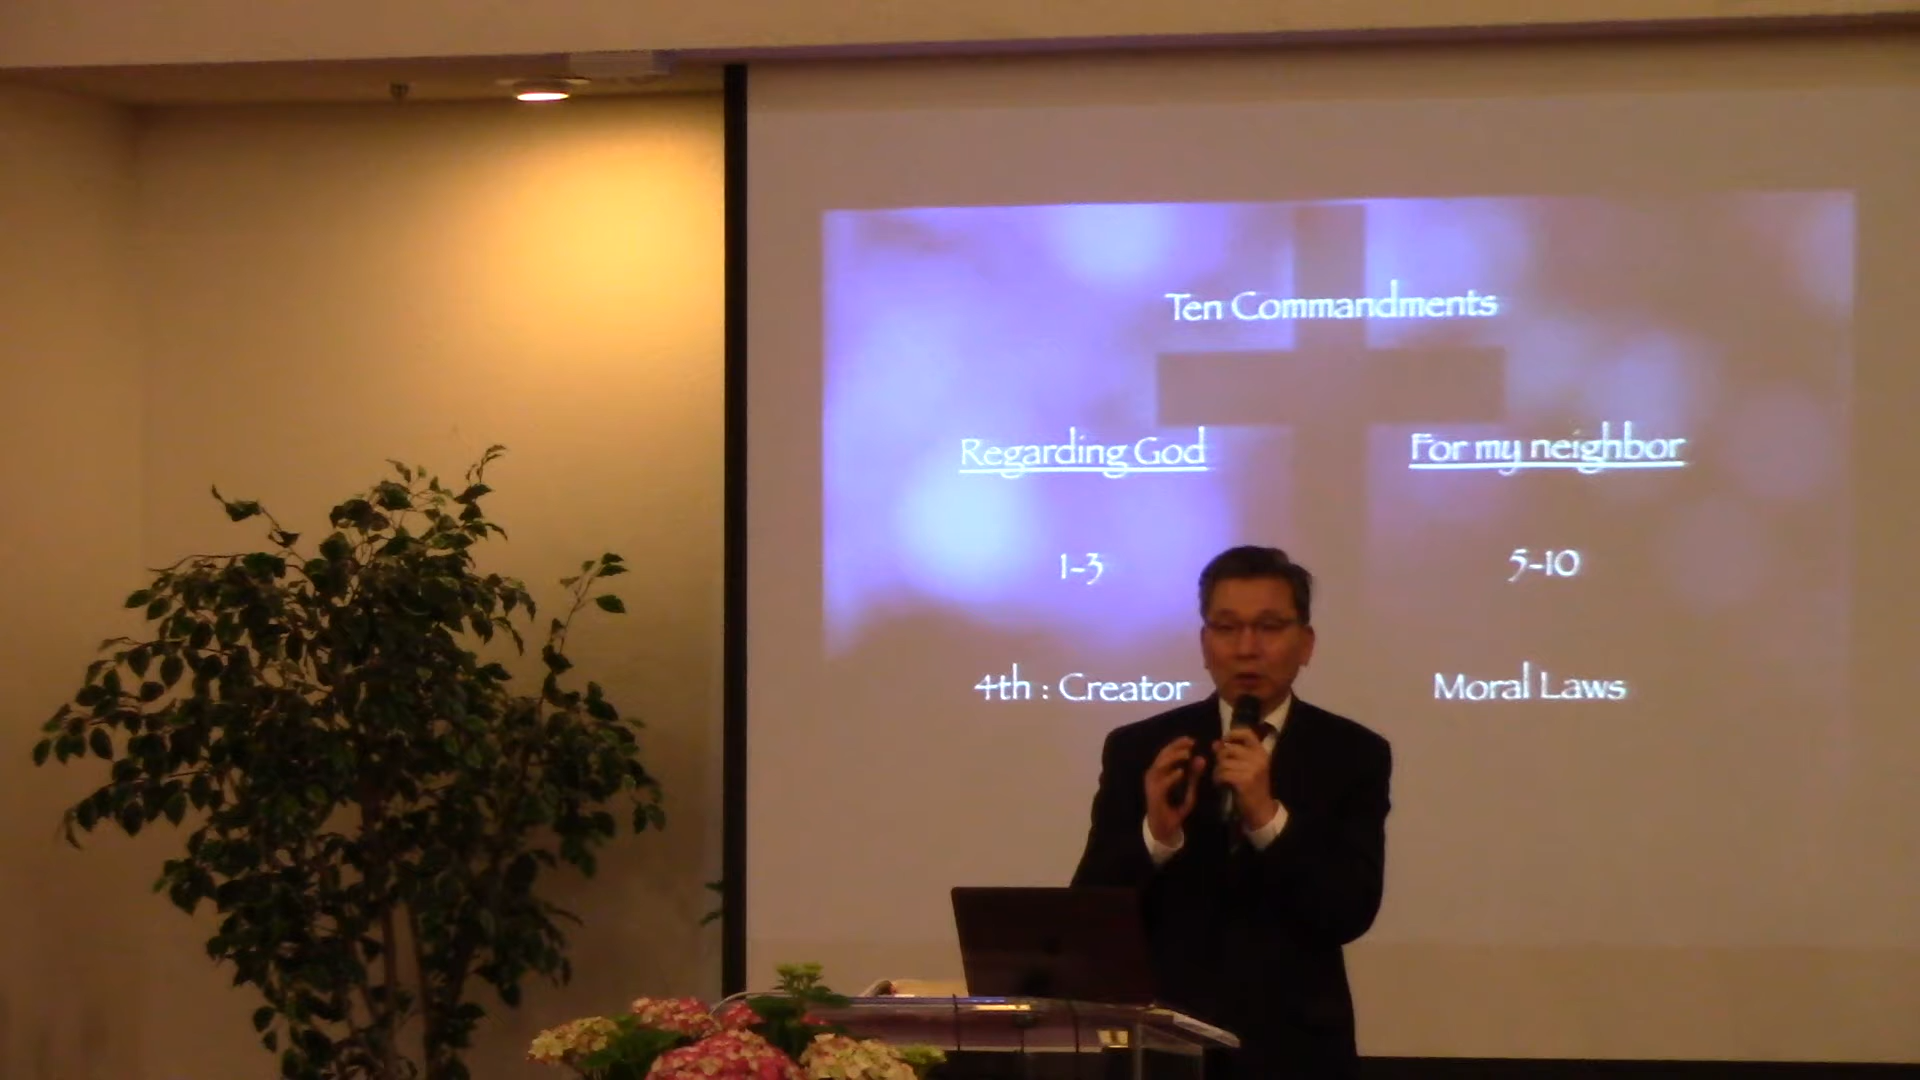 Ten Commandments
Regarding God
For my neighbor
1-3
5-10
4th : Creator
Moral Laws